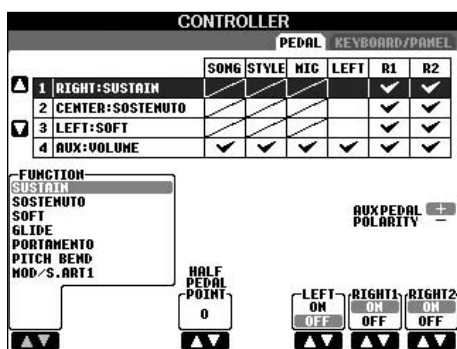 CONTROLLER
PEDAL KEYBOARD/PANEL
SONG STYLE MIC LEFT R1 R2
1 RIGHT:SUSTAIN
2 CENTER:SOSTENUTO
3 LEFT:SOFT
4 AUX:VOLUME
FUNCTION
SUSTAIN
SOSTENUTO
SOFT
GLIDE
PORTAMENTO
PITCH BEND
MOD/S.ART1
AUX PEDAL +
POLARITY −
HALF
PEDAL
POINT
0
LEFT RIGHT1 RIGHT2
ON ON ON
OFF OFF OFF